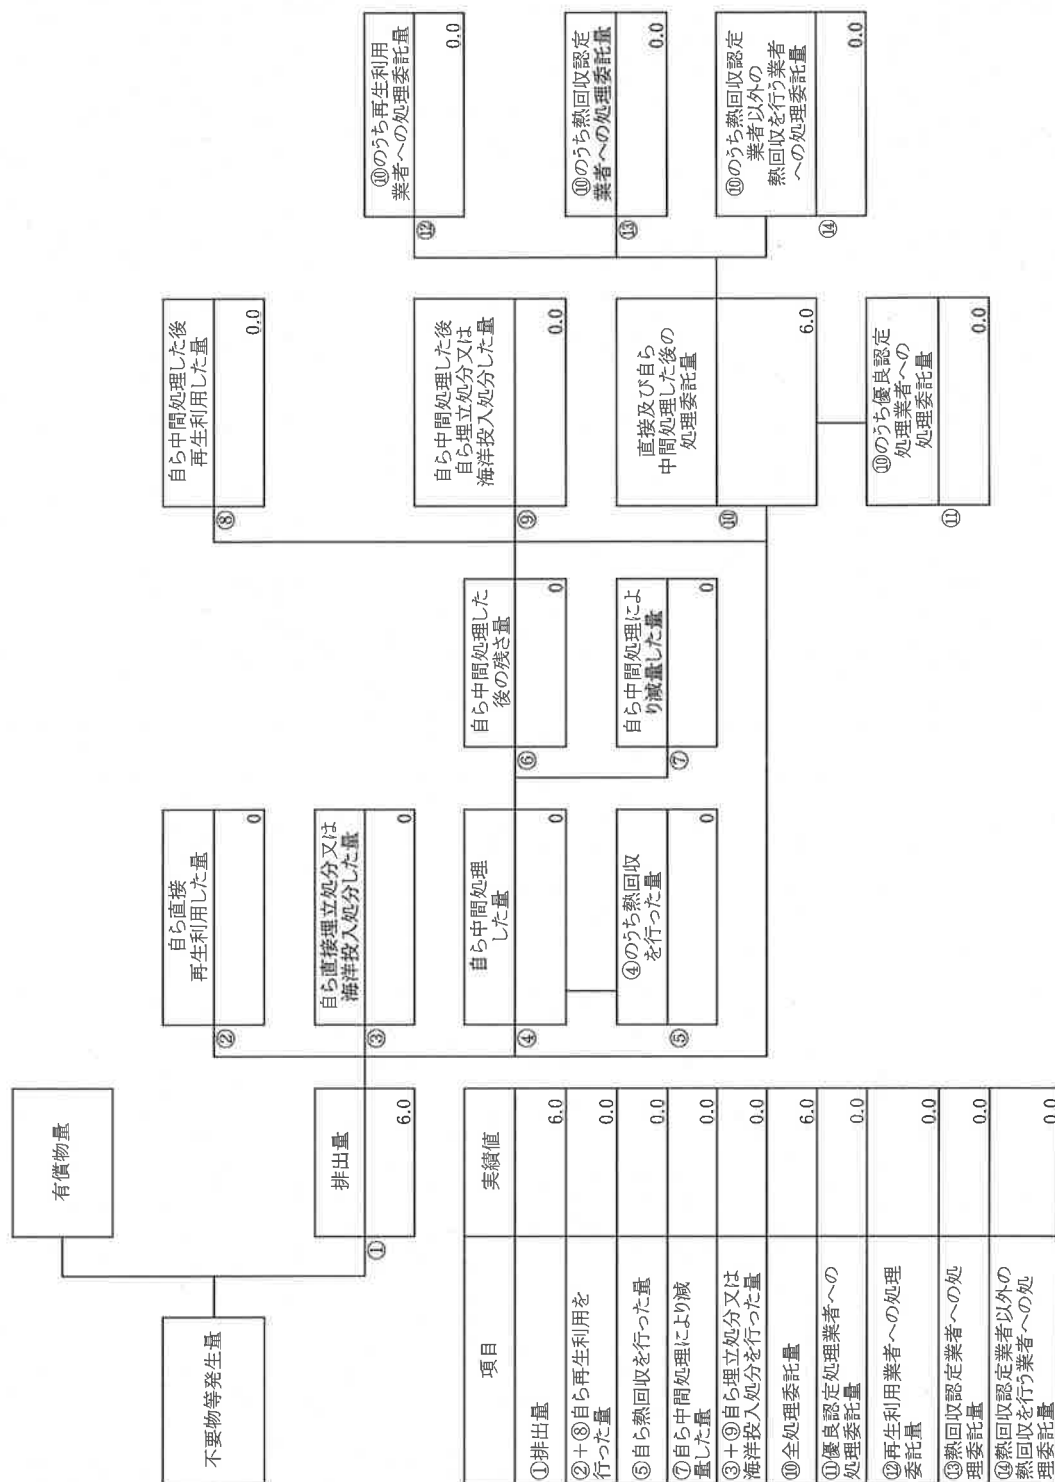 不要物等発生量
有償物量
①
排出量
6.0
②
自ら直接
再生利用した量
0
③
自ら直接埋立処分又は
海洋投入処分した量
0
④
自ら中間処理
した量
0
⑤
④のうち熱回収
を行った量
0
⑥
自ら中間処理した
後の残さ量
0
⑦
自ら中間処理によ
り減量した量
0
⑧
自ら中間処理した後
再生利用した量
0.0
⑨
自ら中間処理した後
自ら埋立処分又は
海洋投入処分した量
0.0
⑩
直接及び自ら
中間処理した後の
処理委託量
6.0
⑪
⑩のうち優良認定
処理業者への
処理委託量
0.0
⑫
⑩のうち再生利用
業者への処理委託量
0.0
⑬
⑩のうち熱回収認定
業者への処理委託量
0.0
⑭
⑩のうち熱回収認定
業者以外の
熱回収を行う業者
への処理委託量
0.0
項目 実績値
①排出量 6.0
②+⑧自ら再生利用を
行った量 0.0
⑤自ら熱回収を行った量 0.0
⑦自ら中間処理により減
量した量 0.0
③+⑨自ら埋立処分又は
海洋投入処分を行った量 0.0
⑩全処理委託量 6.0
⑪優良認定処理業者への
処理委託量 0.0
⑫再生利用業者への処理
委託量 0.0
⑬熱回収認定業者への処
理委託量 0.0
⑭熱回収認定業者以外の
熱回収を行う業者への処
理委託量 0.0